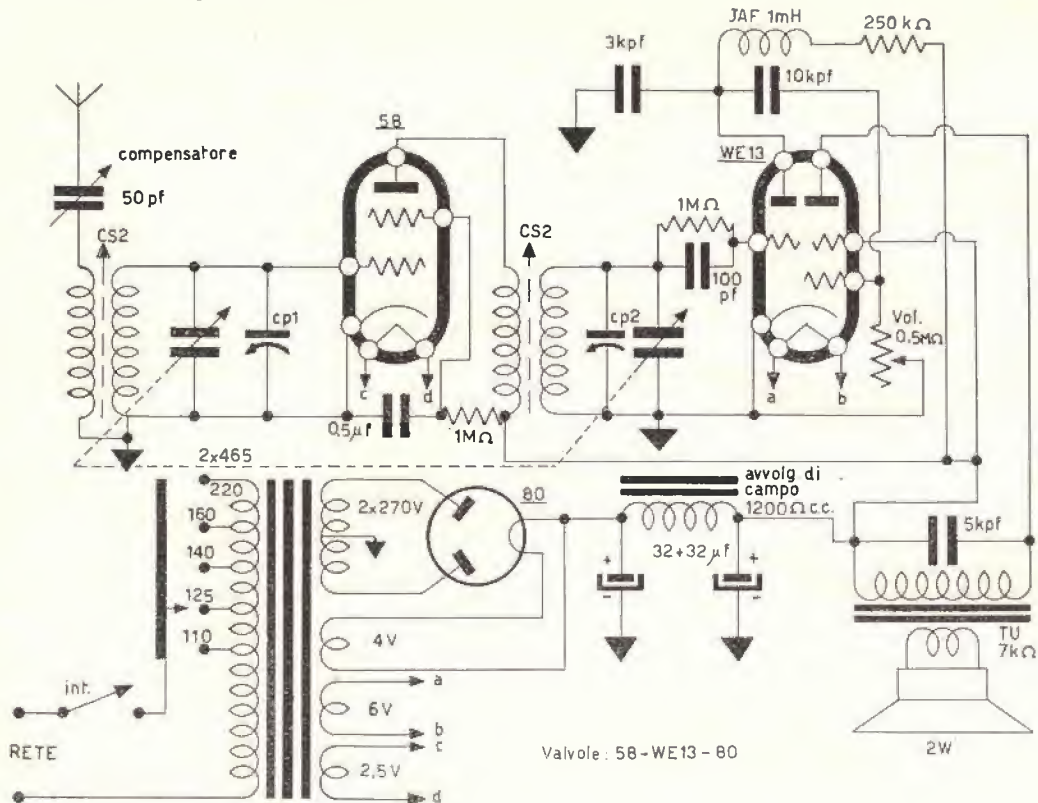 JAF 1mH
250 kΩ
3kpf
10kpf
58
WE13
compensatore
50 pf
CS2
1MΩ
CS2
100
pf
cp1
cp2
Vol.
0.5MΩ
c
d
a
b
0,5µf
1MΩ
2x465
220
160
140
125
110
2x270V
80
avvolg di
campo
1200Ω c.c.
32+32µf
5kpf
+
-
+
-
4V
a
6V
b
c
2,5V
d
int.
RETE
TU
7kΩ
2W
Valvole: 58-WE13-80